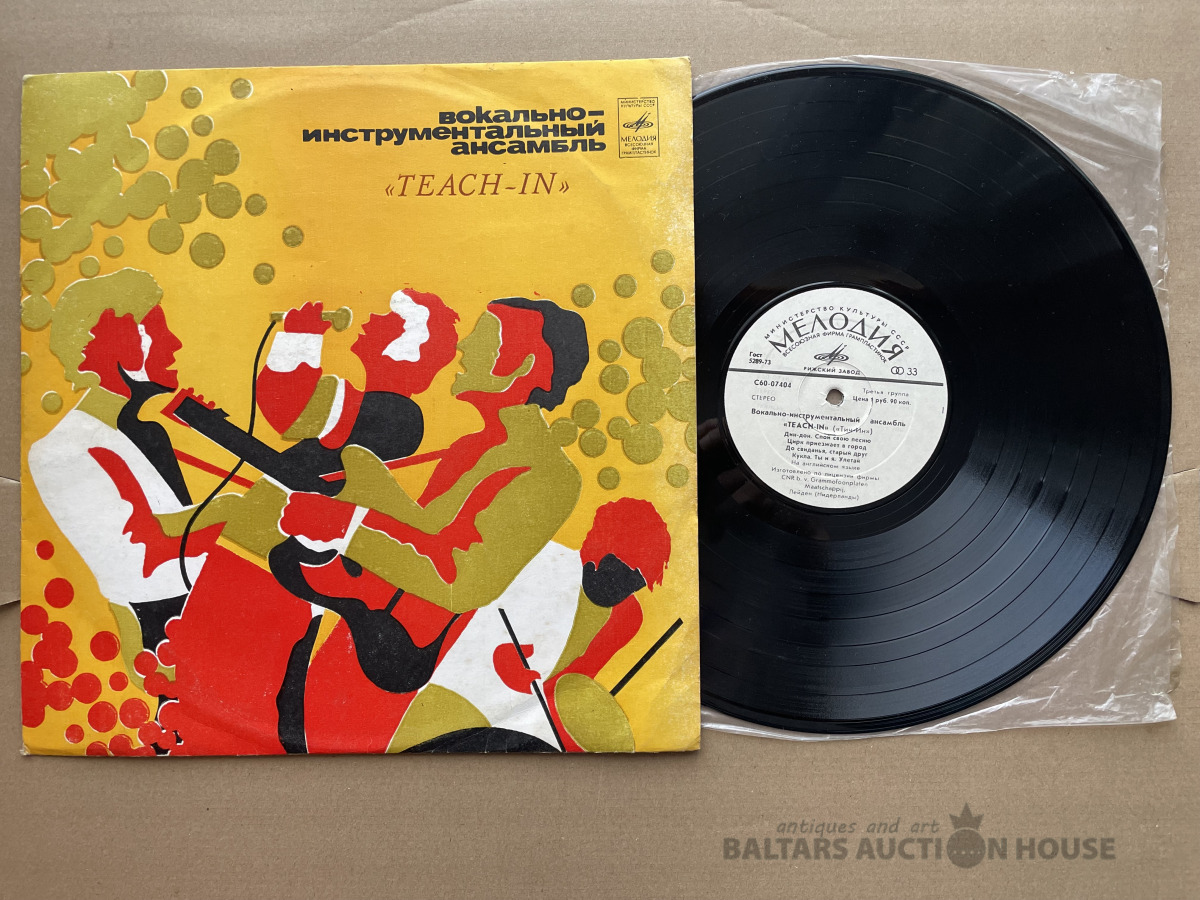 вокально-
инструментальный
ансамбль
«TEACH-IN»
МИНИСТЕРСТВО
КУЛЬТУРЫ СССР
МЕЛОДИЯ
ВСЕСОЮЗНАЯ
ФИРМА
ГРАМПЛАСТИНОК
МИНИСТЕРСТВО КУЛЬТУРЫ СССР
МЕЛОДИЯ
ВСЕСОЮЗНАЯ ФИРМА ГРАМПЛАСТИНОК
Гост
5289-73
33
РИЖСКИЙ ЗАВОД
С60-07404
Третья группа
СТЕРЕО
Цена 1 руб. 90 коп.
Вокально-инструментальный ансамбль
«TEACH-IN» («Тич-Ин»)
Дин-дон. Спой свою песню
Цирк приезжает в город
До свиданья, старый друг
Кукла. Ты и я. Улетай
На английском языке
Изготовлено по лицензии фирмы
CNR b. v. Grammofoonplaten
Maatschappij,
Лейден (Нидерланды)
antiques and art
BALTARS AUCTION HOUSE